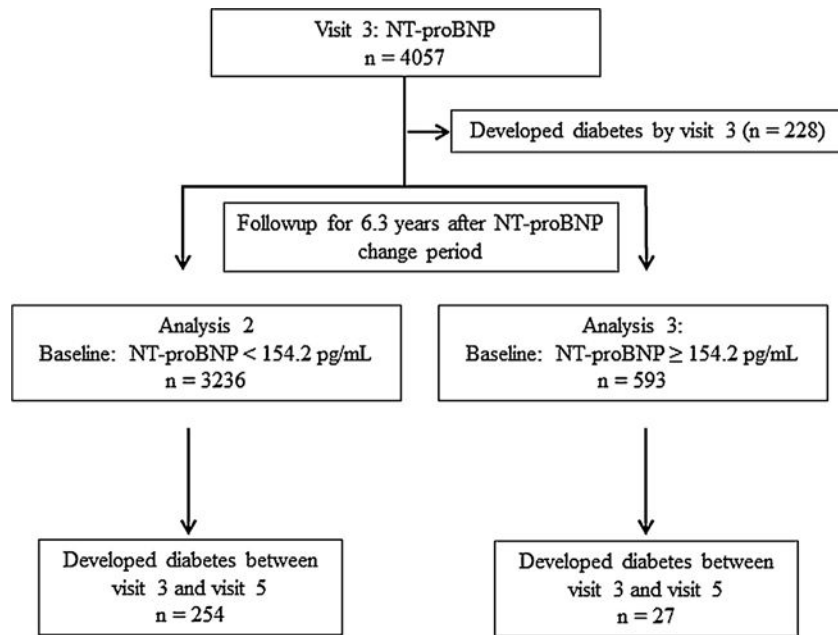 Visit 3: NT-proBNP
n = 4057
Developed diabetes by visit 3 (n = 228)
Followup for 6.3 years after NT-proBNP
change period
Analysis 2
Baseline: NT-proBNP < 154.2 pg/mL
n = 3236
Analysis 3:
Baseline: NT-proBNP ≥ 154.2 pg/mL
n = 593
Developed diabetes between
visit 3 and visit 5
n = 254
Developed diabetes between
visit 3 and visit 5
n = 27